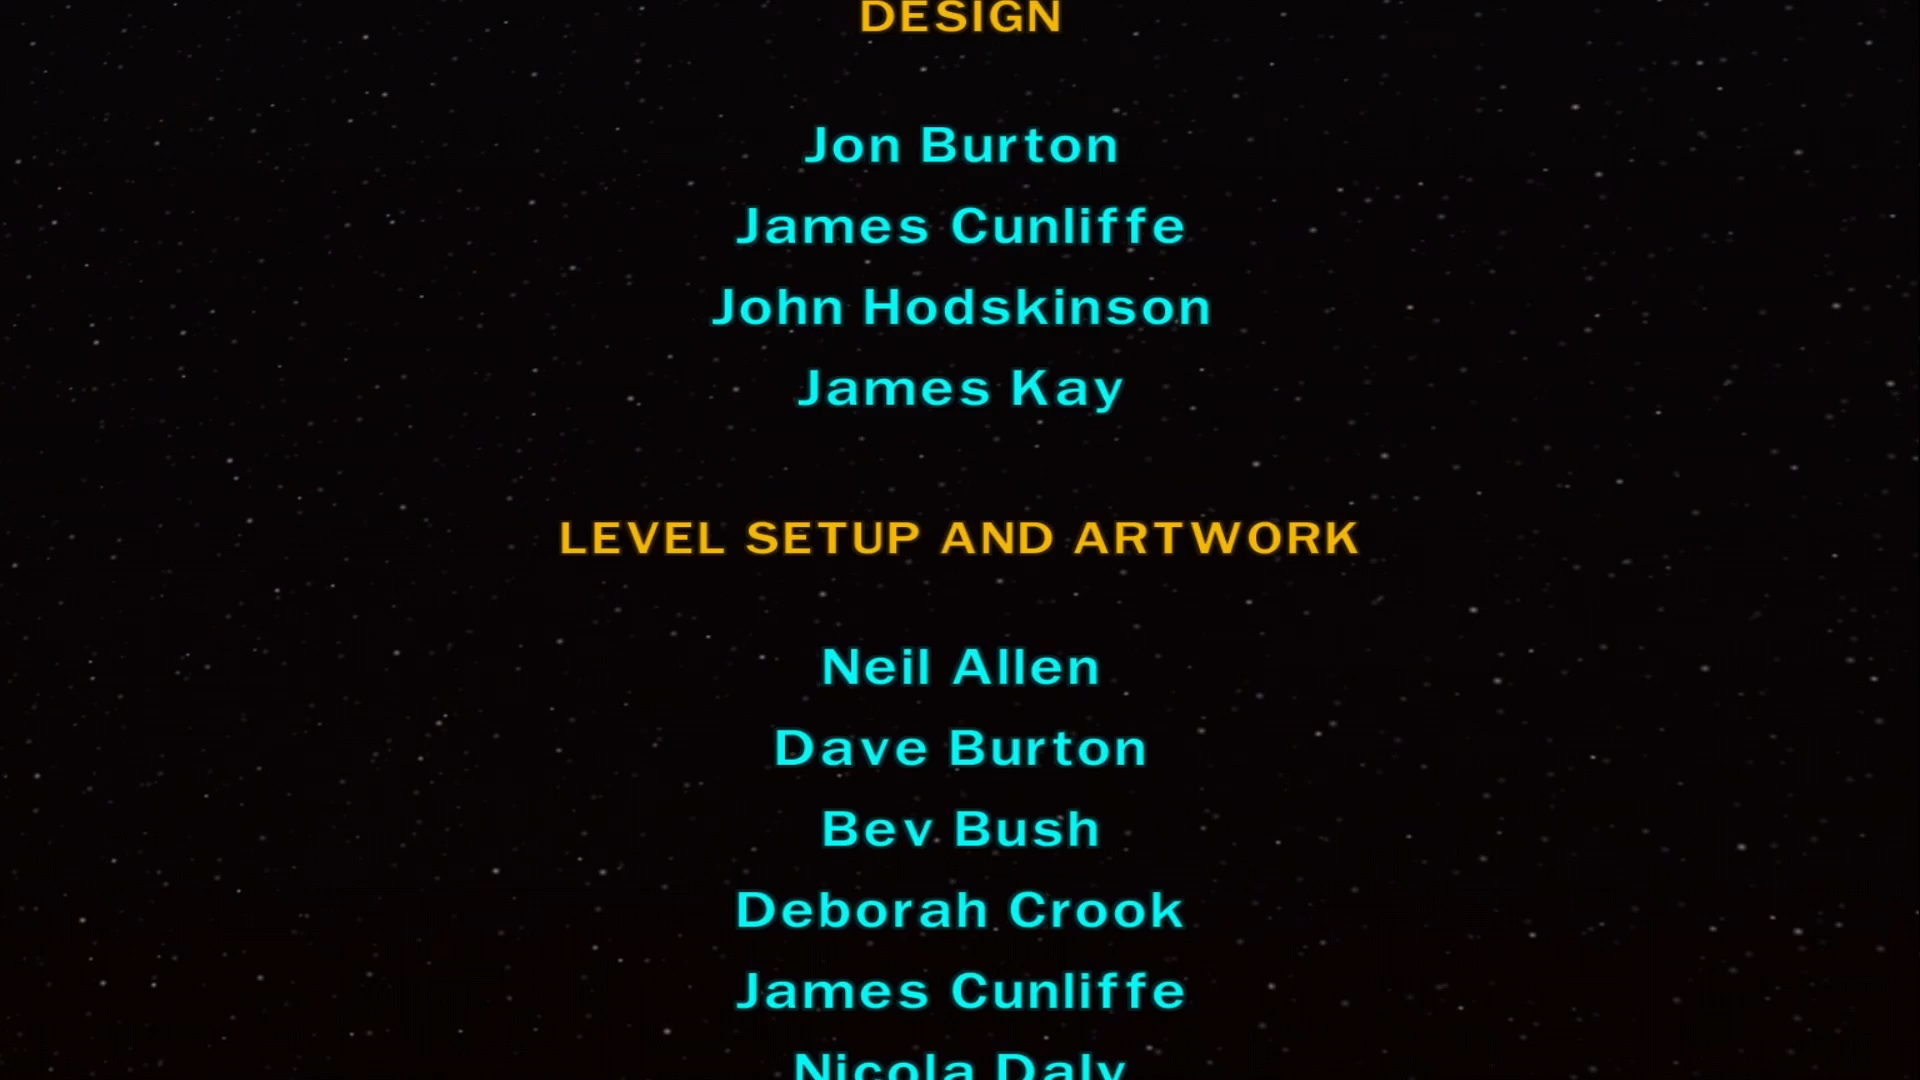 DESIGN
Jon Burton
James Cunliffe
John Hodskinson
James Kay
LEVEL SETUP AND ARTWORK
Neil Allen
Dave Burton
Bev Bush
Deborah Crook
James Cunliffe
Nicola Daly